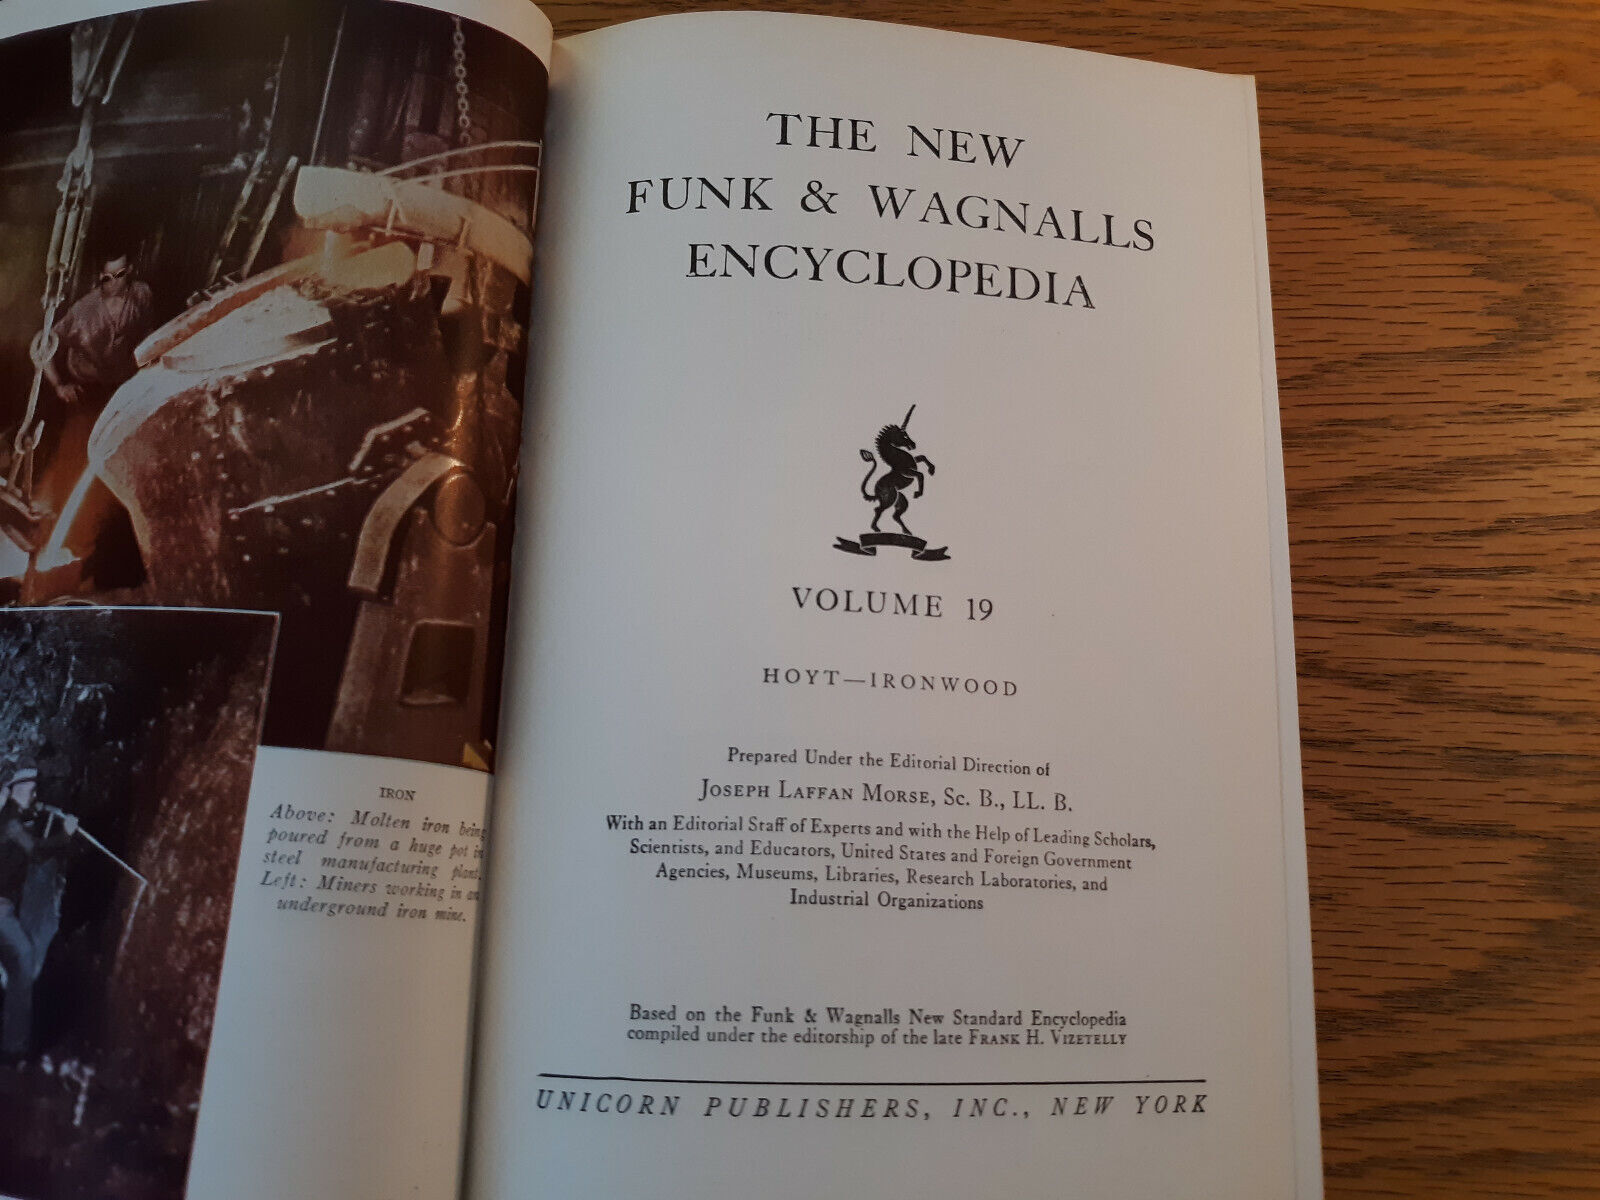 IRON
Above: Molten iron being
poured from a huge pot in
steel manufacturing plant.
Left: Miners working in an
underground iron mine.
THE NEW
FUNK & WAGNALLS
ENCYCLOPEDIA
VOLUME 19
HOYT—IRONWOOD
Prepared Under the Editorial Direction of
JOSEPH LAFFAN MORSE, Sc. B., LL. B.
With an Editorial Staff of Experts and with the Help of Leading Scholars,
Scientists, and Educators, United States and Foreign Government
Agencies, Museums, Libraries, Research Laboratories, and
Industrial Organizations
Based on the Funk & Wagnalls New Standard Encyclopedia
compiled under the editorship of the late FRANK H. VIZETELLY
UNICORN PUBLISHERS, INC., NEW YORK